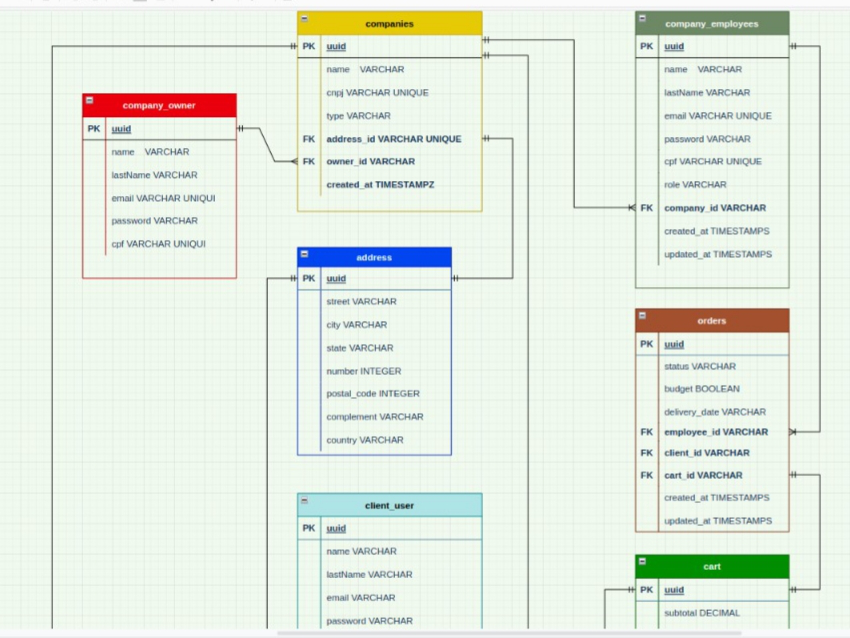 companies
PK uuid
name VARCHAR
cnpj VARCHAR UNIQUE
type VARCHAR
FK address_id VARCHAR UNIQUE
FK owner_id VARCHAR
created_at TIMESTAMPZ
company_employees
PK uuid
name VARCHAR
lastName VARCHAR
email VARCHAR UNIQUE
password VARCHAR
cpf VARCHAR UNIQUE
role VARCHAR
FK company_id VARCHAR
created_at TIMESTAMPS
updated_at TIMESTAMPS
company_owner
PK uuid
name VARCHAR
lastName VARCHAR
email VARCHAR UNIQUI
password VARCHAR
cpf VARCHAR UNIQUI
address
PK uuid
street VARCHAR
city VARCHAR
state VARCHAR
number INTEGER
postal_code INTEGER
complement VARCHAR
country VARCHAR
orders
PK uuid
status VARCHAR
budget BOOLEAN
delivery_date VARCHAR
FK employee_id VARCHAR
FK client_id VARCHAR
FK cart_id VARCHAR
created_at TIMESTAMPS
updated_at TIMESTAMPS
client_user
PK uuid
name VARCHAR
lastName VARCHAR
email VARCHAR
password VARCHAR
cart
PK uuid
subtotal DECIMAL